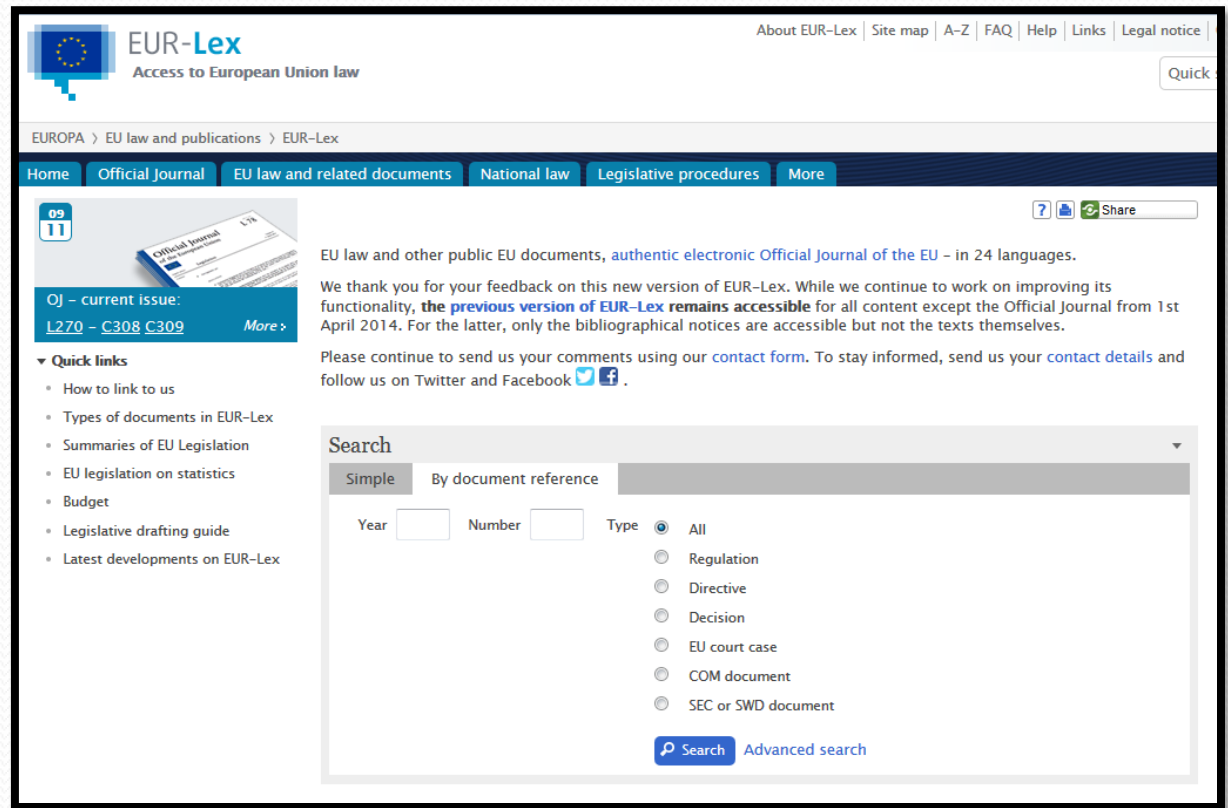 EUR-Lex
Access to European Union law
About EUR-Lex | Site map | A-Z | FAQ | Help | Links | Legal notice |
Quick
EUROPA > EU law and publications > EUR-Lex
Home Official Journal EU law and related documents National law Legislative procedures More
09
11
Official Journal
of the European Union
L 78
? Share
OJ – current issue:
L270 – C308 C309 More
Quick links
How to link to us
Types of documents in EUR-Lex
Summaries of EU Legislation
EU legislation on statistics
Budget
Legislative drafting guide
Latest developments on EUR-Lex
EU law and other public EU documents, authentic electronic Official Journal of the EU – in 24 languages.
We thank you for your feedback on this new version of EUR-Lex. While we continue to work on improving its
functionality, the previous version of EUR-Lex remains accessible for all content except the Official Journal from 1st
April 2014. For the latter, only the bibliographical notices are accessible but not the texts themselves.
Please continue to send us your comments using our contact form. To stay informed, send us your contact details and
follow us on Twitter and Facebook .
Search
Simple By document reference
Year Number Type All
Regulation
Directive
Decision
EU court case
COM document
SEC or SWD document
Search Advanced search